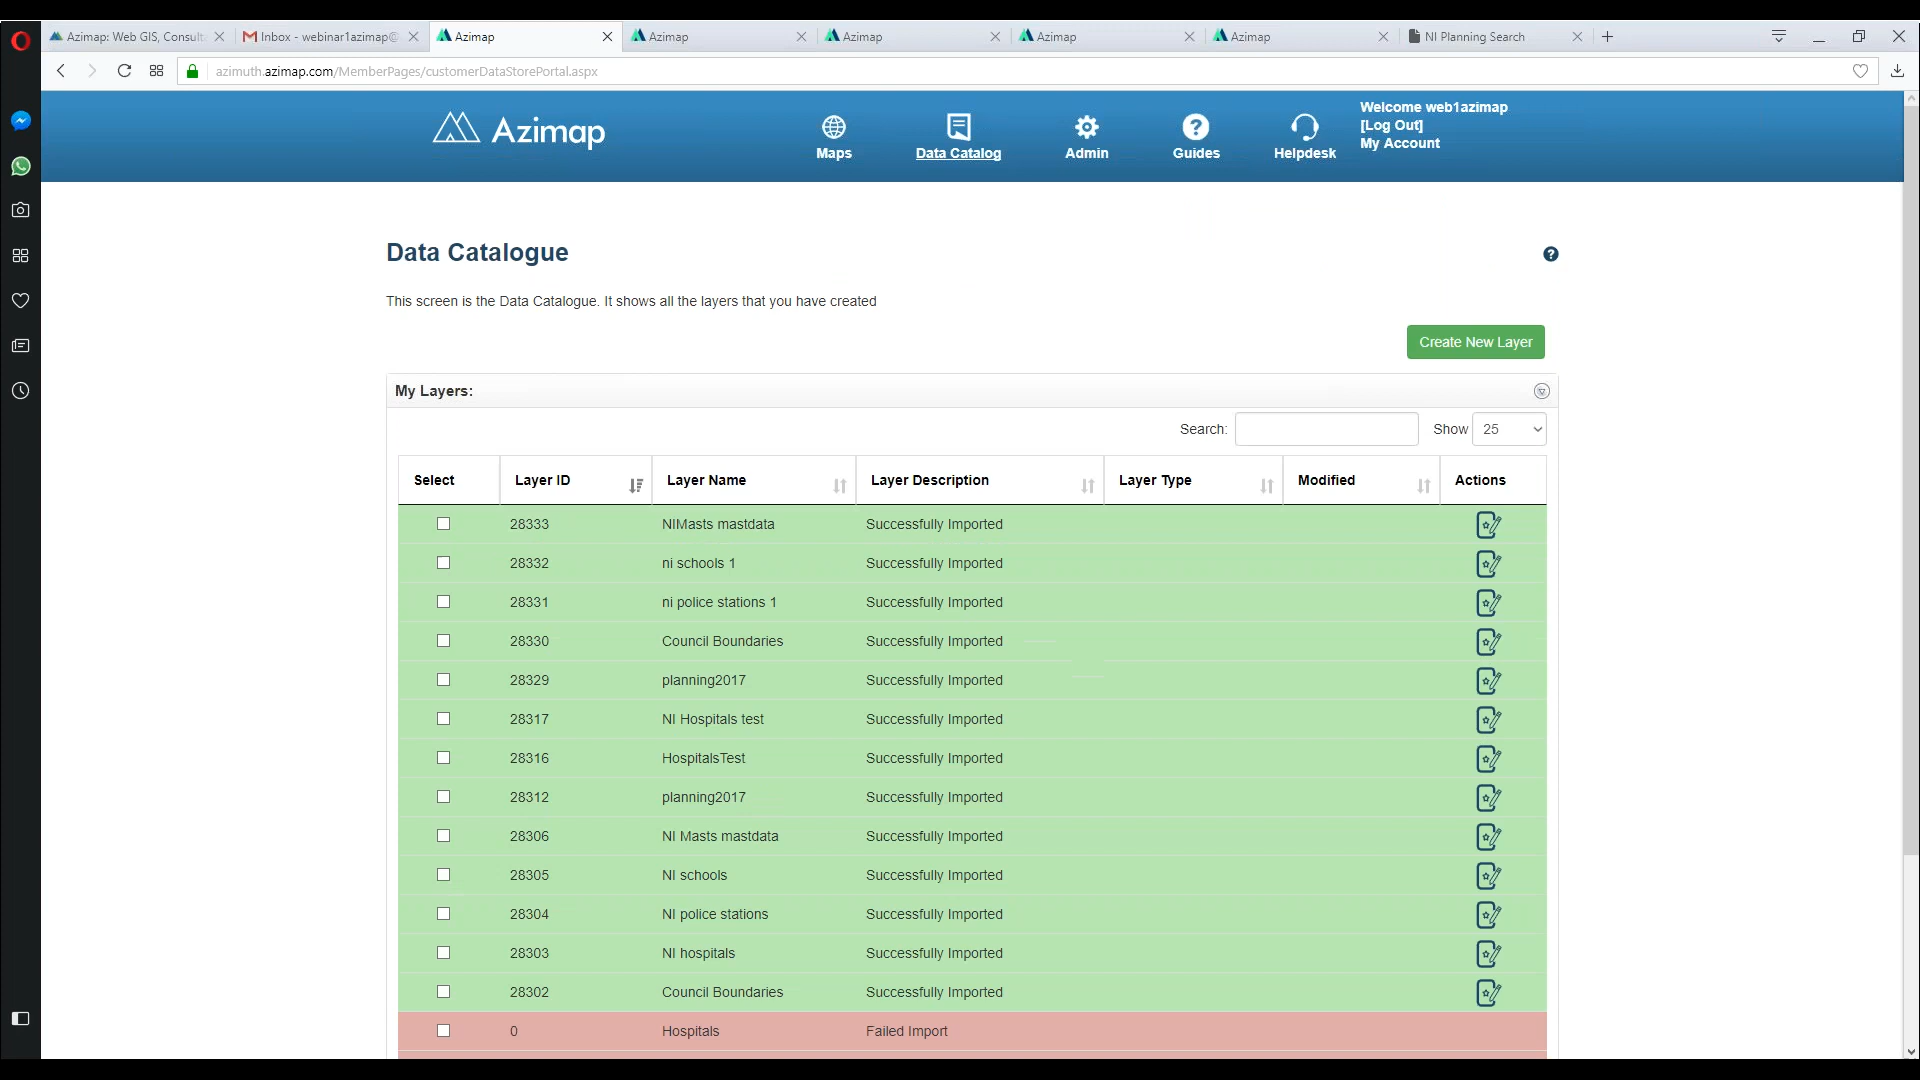 Azimap: Web GIS, Consult
Inbox - webinar1azimap@
Azimap
Azimap
Azimap
Azimap
Azimap
NI Planning Search
azimuth.azimap.com/MemberPages/customerDataStorePortal.aspx
Azimap
Maps
Data Catalog
Admin
Guides
Helpdesk
Welcome web1azimap
[Log Out]
My Account
Data Catalogue
This screen is the Data Catalogue. It shows all the layers that you have created
Create New Layer
My Layers:
Search: Show 25
Select Layer ID Layer Name Layer Description Layer Type Modified Actions
28333 NIMasts mastdata Successfully Imported
28332 ni schools 1 Successfully Imported
28331 ni police stations 1 Successfully Imported
28330 Council Boundaries Successfully Imported
28329 planning2017 Successfully Imported
28317 NI Hospitals test Successfully Imported
28316 HospitalsTest Successfully Imported
28312 planning2017 Successfully Imported
28306 NI Masts mastdata Successfully Imported
28305 NI schools Successfully Imported
28304 NI police stations Successfully Imported
28303 NI hospitals Successfully Imported
28302 Council Boundaries Successfully Imported
0 Hospitals Failed Import